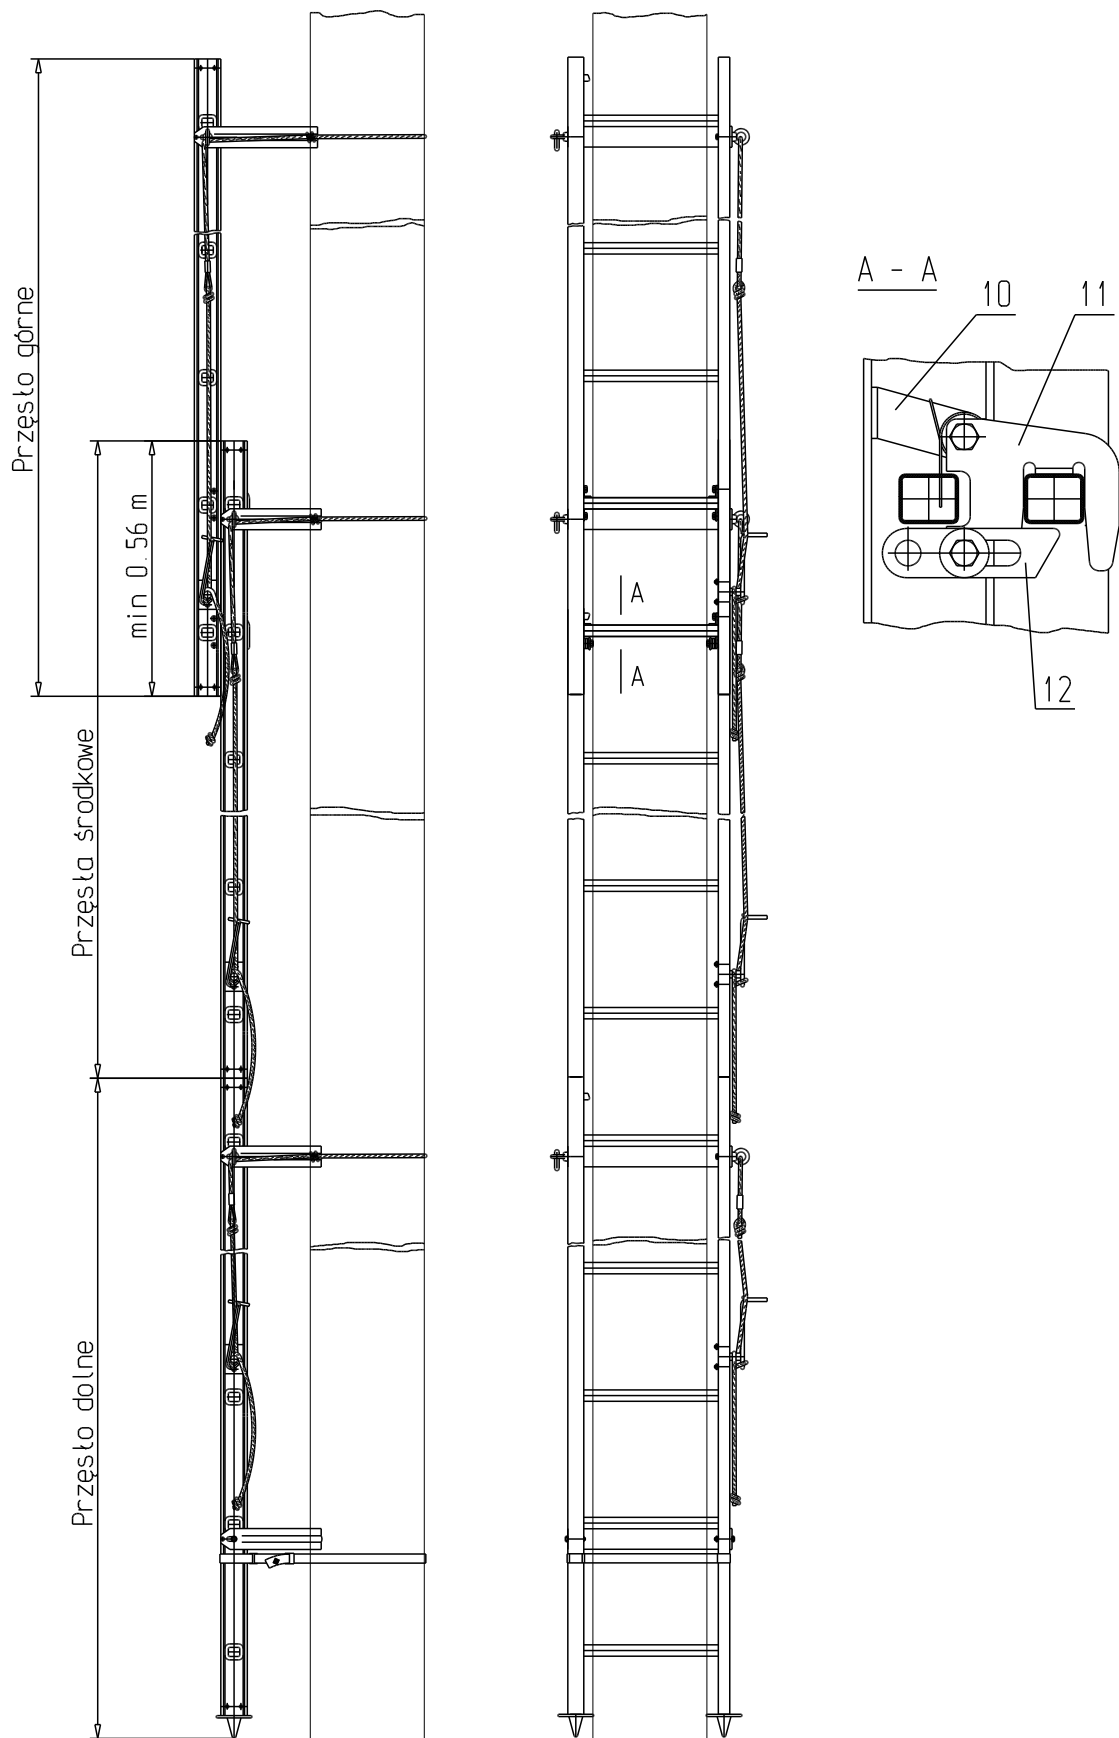 Przęsło górne
min 0.56 m
Przęsła środkowe
Przęsło dolne
A
A
A - A
10
11
12